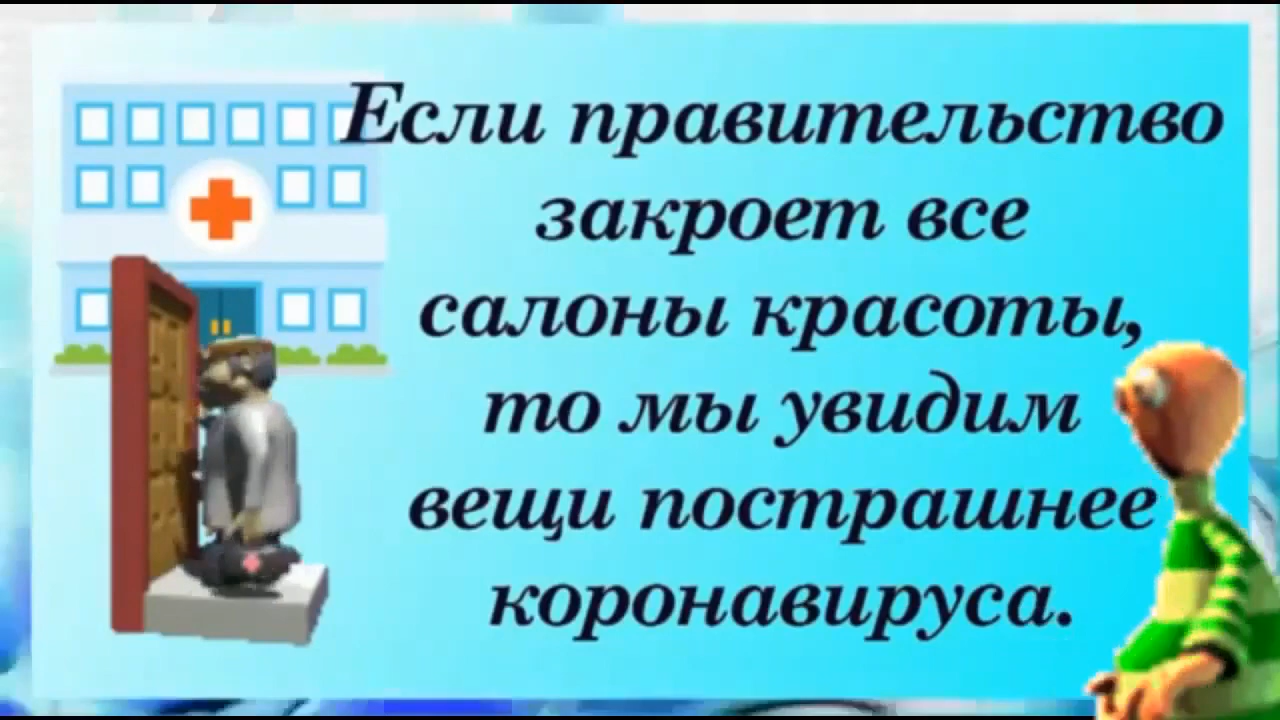 Если правительство
закроет все
салоны красоты,
то мы увидим
вещи пострашнее
коронавируса.